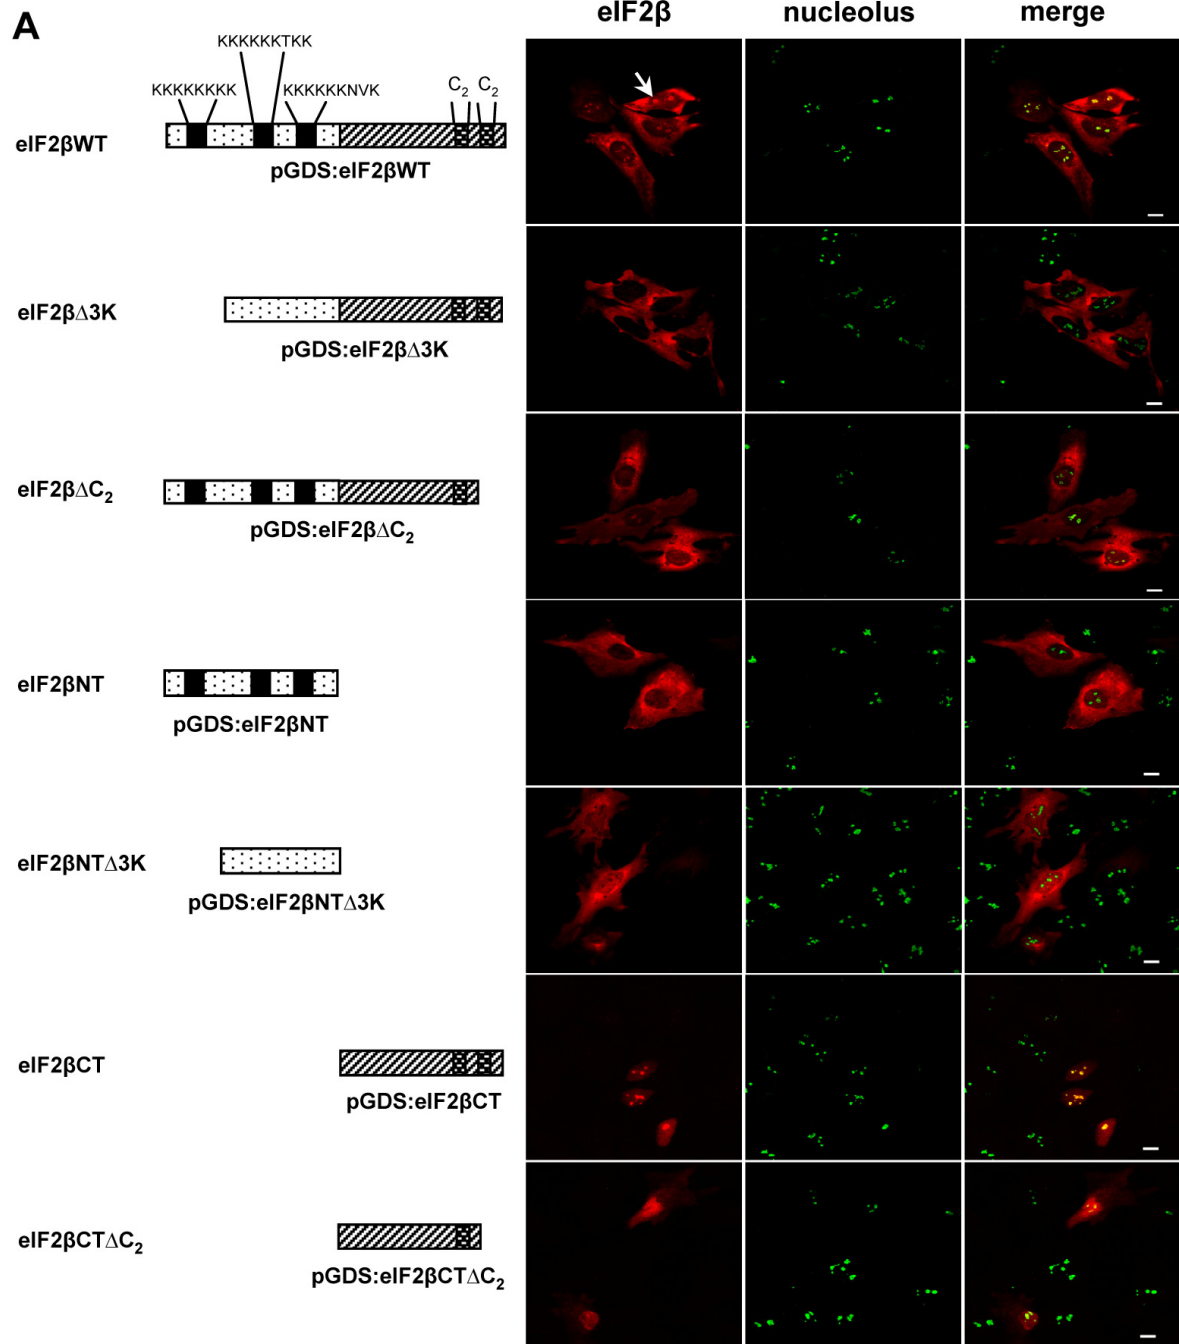 A
eIF2β nucleolus merge
KKKKKKTKK
KKKKKKKK KKKKKKNVK C₂ C₂
eIF2βWT
pGDS:eIF2βWT
eIF2βΔ3K
pGDS:eIF2βΔ3K
eIF2βΔC₂
pGDS:eIF2βΔC₂
eIF2βNT
pGDS:eIF2βNT
eIF2βNTΔ3K
pGDS:eIF2βNTΔ3K
eIF2βCT
pGDS:eIF2βCT
eIF2βCTΔC₂
pGDS:eIF2βCTΔC₂